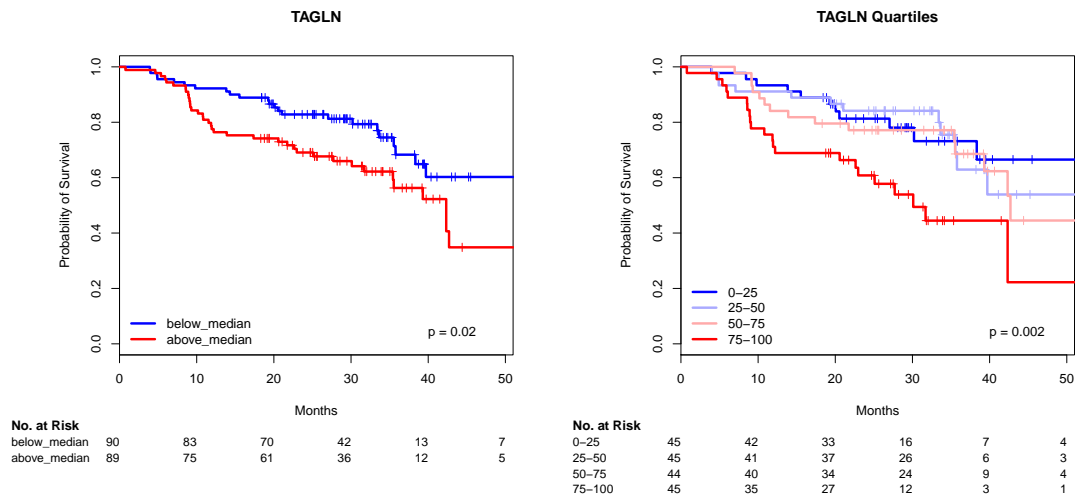 TAGLN
Probability of Survival
1.0
0.8
0.6
0.4
0.2
0.0
below_median
above_median
p = 0.02
0 10 20 30 40 50
Months
No. at Risk
below_median 90 83 70 42 13 7
above_median 89 75 61 36 12 5
TAGLN Quartiles
Probability of Survival
1.0
0.8
0.6
0.4
0.2
0.0
0−25
25−50
50−75
75−100
p = 0.002
0 10 20 30 40 50
Months
No. at Risk
0−25 45 42 33 16 7 4
25−50 45 41 37 26 6 3
50−75 44 40 34 24 9 4
75−100 45 35 27 12 3 1